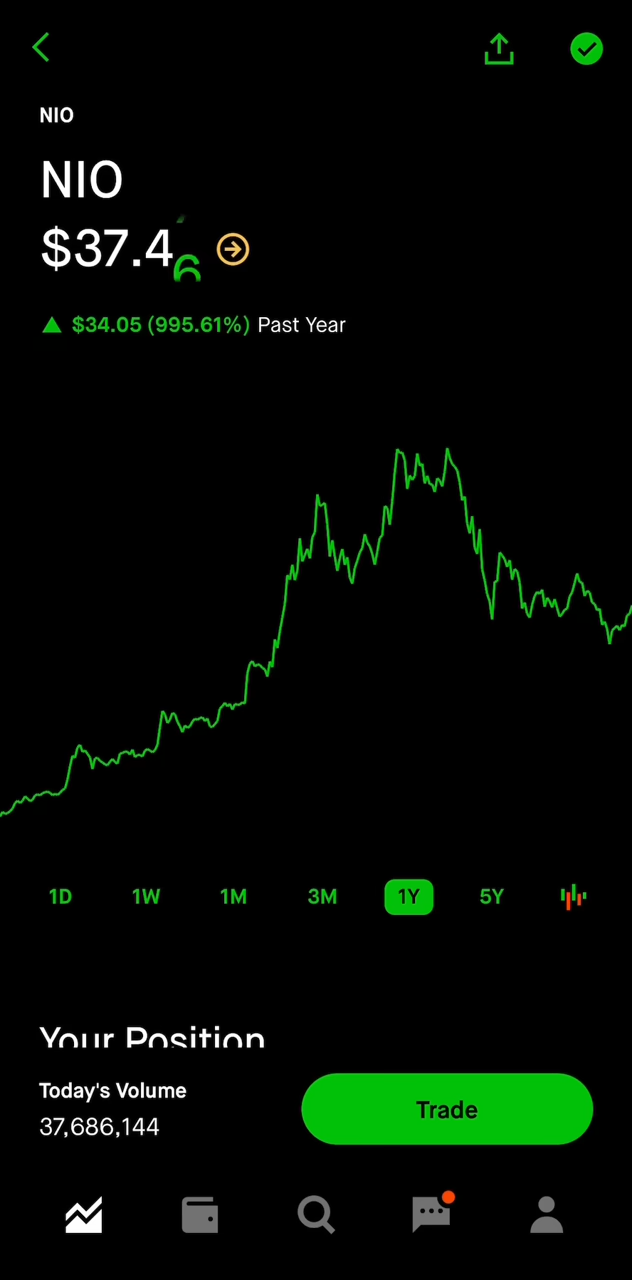 NIO
NIO
$37.4
$34.05 (995.61%) Past Year
1D 1W 1M 3M 1Y 5Y
Your Position
Today's Volume
37,686,144
Trade